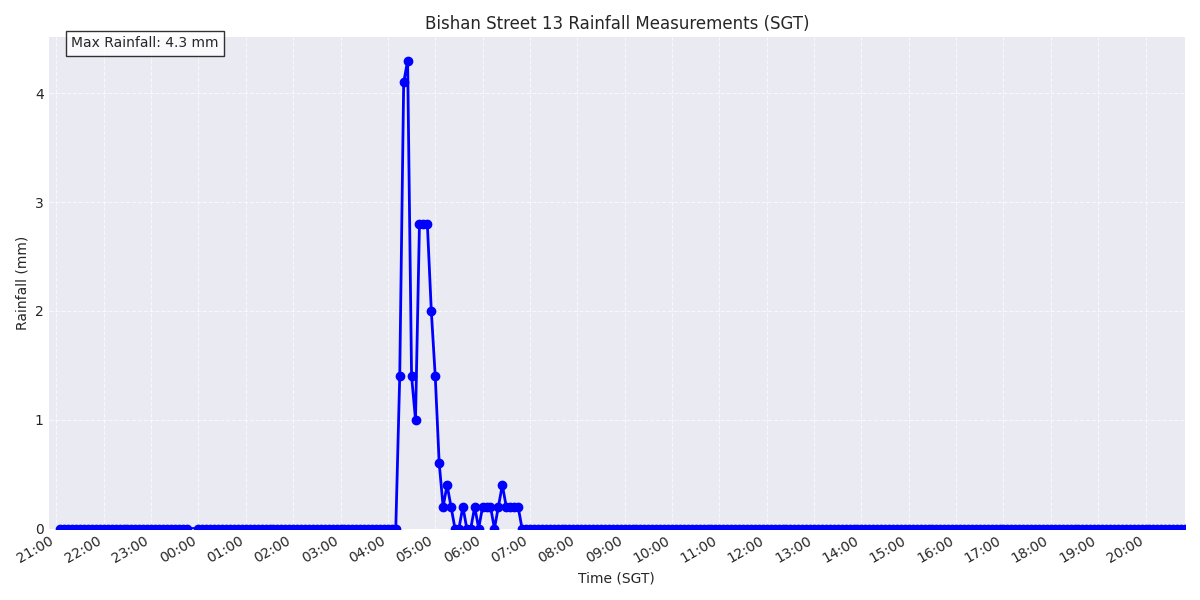 Bishan Street 13 Rainfall Measurements (SGT)
Max Rainfall: 4.3 mm
Rainfall (mm)
4
3
2
1
0
21:00 22:00 23:00 00:00 01:00 02:00 03:00 04:00 05:00 06:00 07:00 08:00 09:00 10:00 11:00 12:00 13:00 14:00 15:00 16:00 17:00 18:00 19:00 20:00
Time (SGT)